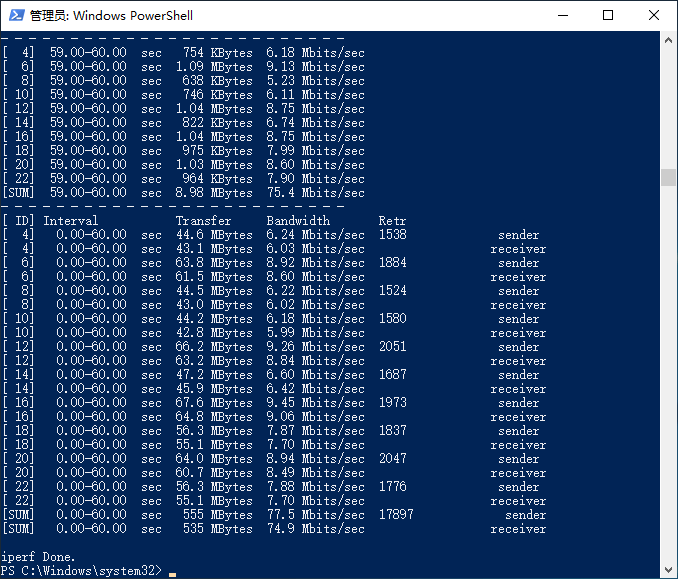 管理员: Windows PowerShell
- - - - - - - - - - - - - - - - - - - - - - - - -
[  4]  59.00-60.00  sec   754 KBytes  6.18 Mbits/sec
[  6]  59.00-60.00  sec  1.09 MBytes  9.13 Mbits/sec
[  8]  59.00-60.00  sec   638 KBytes  5.23 Mbits/sec
[ 10]  59.00-60.00  sec   746 KBytes  6.11 Mbits/sec
[ 12]  59.00-60.00  sec  1.04 MBytes  8.75 Mbits/sec
[ 14]  59.00-60.00  sec   822 KBytes  6.74 Mbits/sec
[ 16]  59.00-60.00  sec  1.04 MBytes  8.75 Mbits/sec
[ 18]  59.00-60.00  sec   975 KBytes  7.99 Mbits/sec
[ 20]  59.00-60.00  sec  1.03 MBytes  8.60 Mbits/sec
[ 22]  59.00-60.00  sec   964 KBytes  7.90 Mbits/sec
[SUM]  59.00-60.00  sec  8.98 MBytes  75.4 Mbits/sec
- - - - - - - - - - - - - - - - - - - - - - - - -
[ ID] Interval           Transfer     Bandwidth       Retr
[  4]   0.00-60.00  sec  44.6 MBytes  6.24 Mbits/sec  1538             sender
[  4]   0.00-60.00  sec  43.1 MBytes  6.03 Mbits/sec                  receiver
[  6]   0.00-60.00  sec  63.8 MBytes  8.92 Mbits/sec  1884             sender
[  6]   0.00-60.00  sec  61.5 MBytes  8.60 Mbits/sec                  receiver
[  8]   0.00-60.00  sec  44.5 MBytes  6.22 Mbits/sec  1524             sender
[  8]   0.00-60.00  sec  43.0 MBytes  6.02 Mbits/sec                  receiver
[ 10]   0.00-60.00  sec  44.2 MBytes  6.18 Mbits/sec  1580             sender
[ 10]   0.00-60.00  sec  42.8 MBytes  5.99 Mbits/sec                  receiver
[ 12]   0.00-60.00  sec  66.2 MBytes  9.26 Mbits/sec  2051             sender
[ 12]   0.00-60.00  sec  63.2 MBytes  8.84 Mbits/sec                  receiver
[ 14]   0.00-60.00  sec  47.2 MBytes  6.60 Mbits/sec  1687             sender
[ 14]   0.00-60.00  sec  45.9 MBytes  6.42 Mbits/sec                  receiver
[ 16]   0.00-60.00  sec  67.6 MBytes  9.45 Mbits/sec  1973             sender
[ 16]   0.00-60.00  sec  64.8 MBytes  9.06 Mbits/sec                  receiver
[ 18]   0.00-60.00  sec  56.3 MBytes  7.87 Mbits/sec  1837             sender
[ 18]   0.00-60.00  sec  55.1 MBytes  7.70 Mbits/sec                  receiver
[ 20]   0.00-60.00  sec  64.0 MBytes  8.94 Mbits/sec  2047             sender
[ 20]   0.00-60.00  sec  60.7 MBytes  8.49 Mbits/sec                  receiver
[ 22]   0.00-60.00  sec  56.3 MBytes  7.88 Mbits/sec  1776             sender
[ 22]   0.00-60.00  sec  55.1 MBytes  7.70 Mbits/sec                  receiver
[SUM]   0.00-60.00  sec   555 MBytes  77.5 Mbits/sec  17897             sender
[SUM]   0.00-60.00  sec   535 MBytes  74.9 Mbits/sec                  receiver
iperf Done.
PS C:\Windows\system32> _